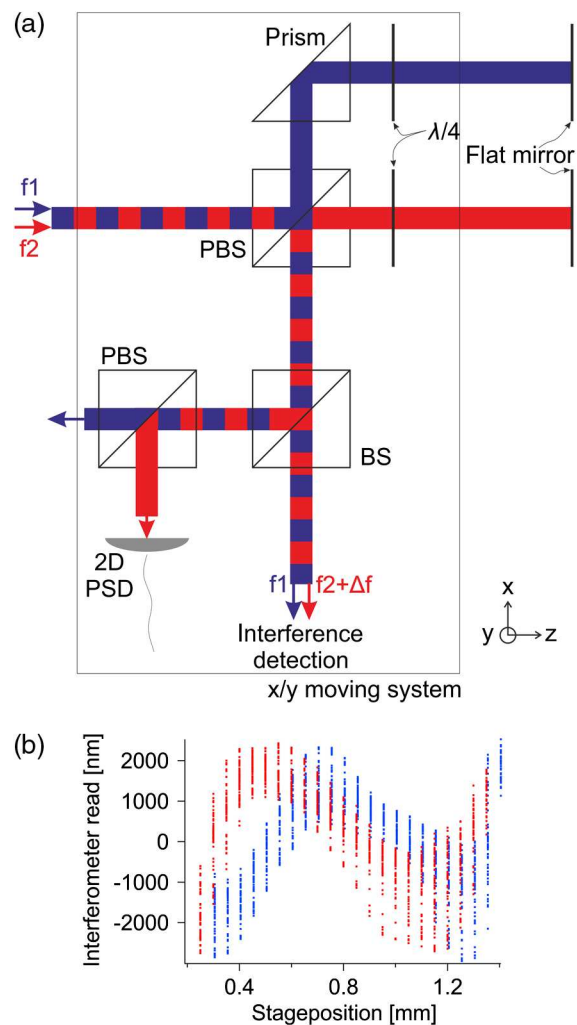 (a)
Prism
λ/4
Flat mirror
f1
f2
PBS
PBS
BS
2D
PSD
f1
f2+Δf
Interference
detection
x
y
z
x/y moving system
(b)
Interferometer read [nm]
2000
1000
0
-1000
-2000
0.4
0.8
1.2
Stageposition [mm]